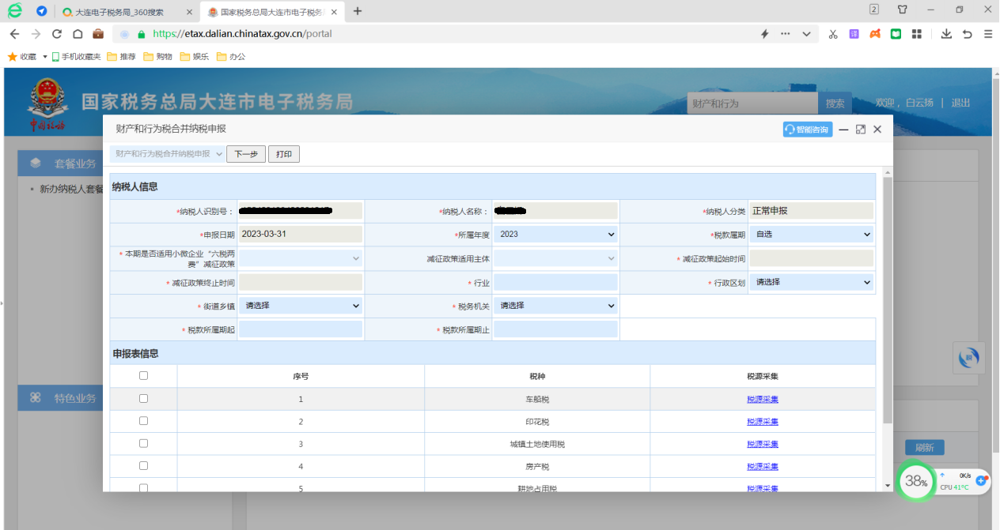 大连电子税务局_360搜索
国家税务总局大连市电子税务
2
https://etax.dalian.chinatax.gov.cn/portal
译
收藏 手机收藏夹 推荐 购物 娱乐 办公
国家税务总局大连市电子税务局
中国税务
财产和行为 搜索 欢迎，白云扬 | 退出
财产和行为税合并纳税申报 智能咨询
财产和行为税合并纳税申报 下一步 打印
套餐业务
新办纳税人套餐
特色业务
纳税人信息
*纳税人识别号： *纳税人名称： *纳税人分类 正常申报
*申报日期 2023-03-31 *所属年度 2023 *税款属期 自选
* 本期是否适用小微企业“六税两费”减征政策 减征政策适用主体 * 减征政策起始时间
* 减征政策终止时间 * 行业 * 行政区划 请选择
* 街道乡镇 请选择 * 税务机关 请选择
* 税款所属期起 * 税款所属期止
申报表信息
序号 税种 税源采集
1 车船税 税源采集
2 印花税 税源采集
3 城镇土地使用税 税源采集
4 房产税 税源采集
5 耕地占用税 税源采集
刷新
38% 0K/s
CPU 41°C